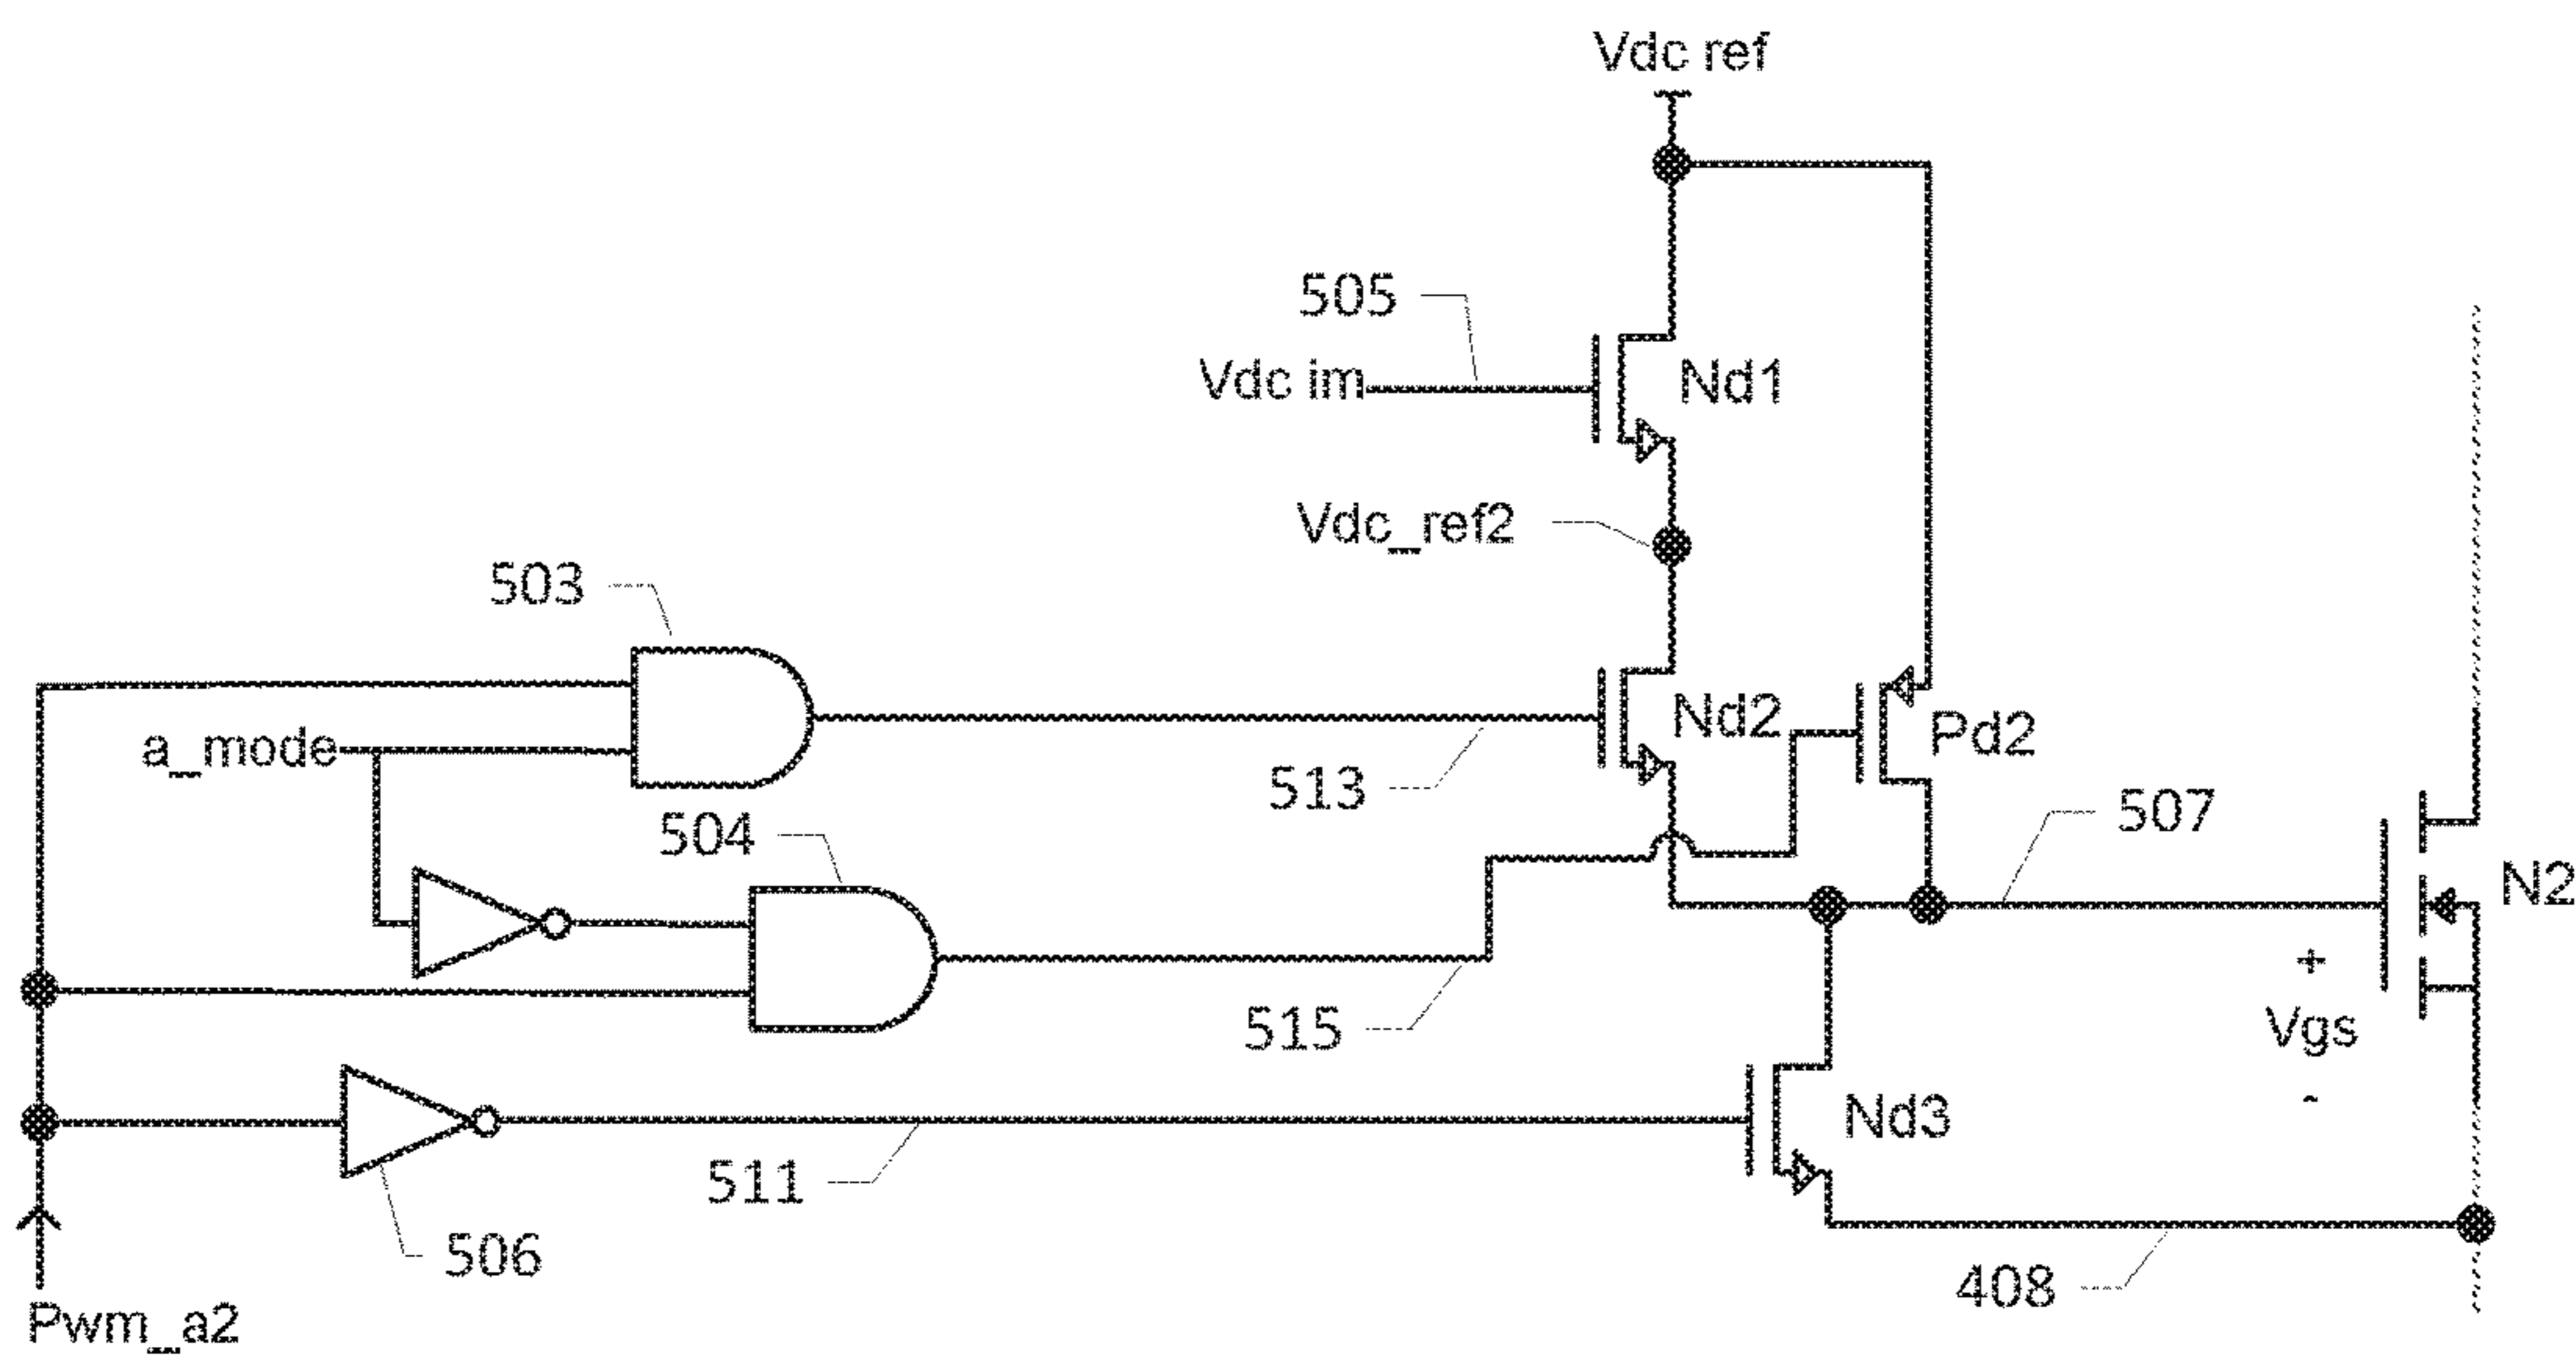 Vdc ref
505
Vdc im
Nd1
Vdc_ref2
503
a_mode
Nd2
Pd2
513
504
507
N2
+
Vgs
-
515
Nd3
511
506
408
Pwm_a2